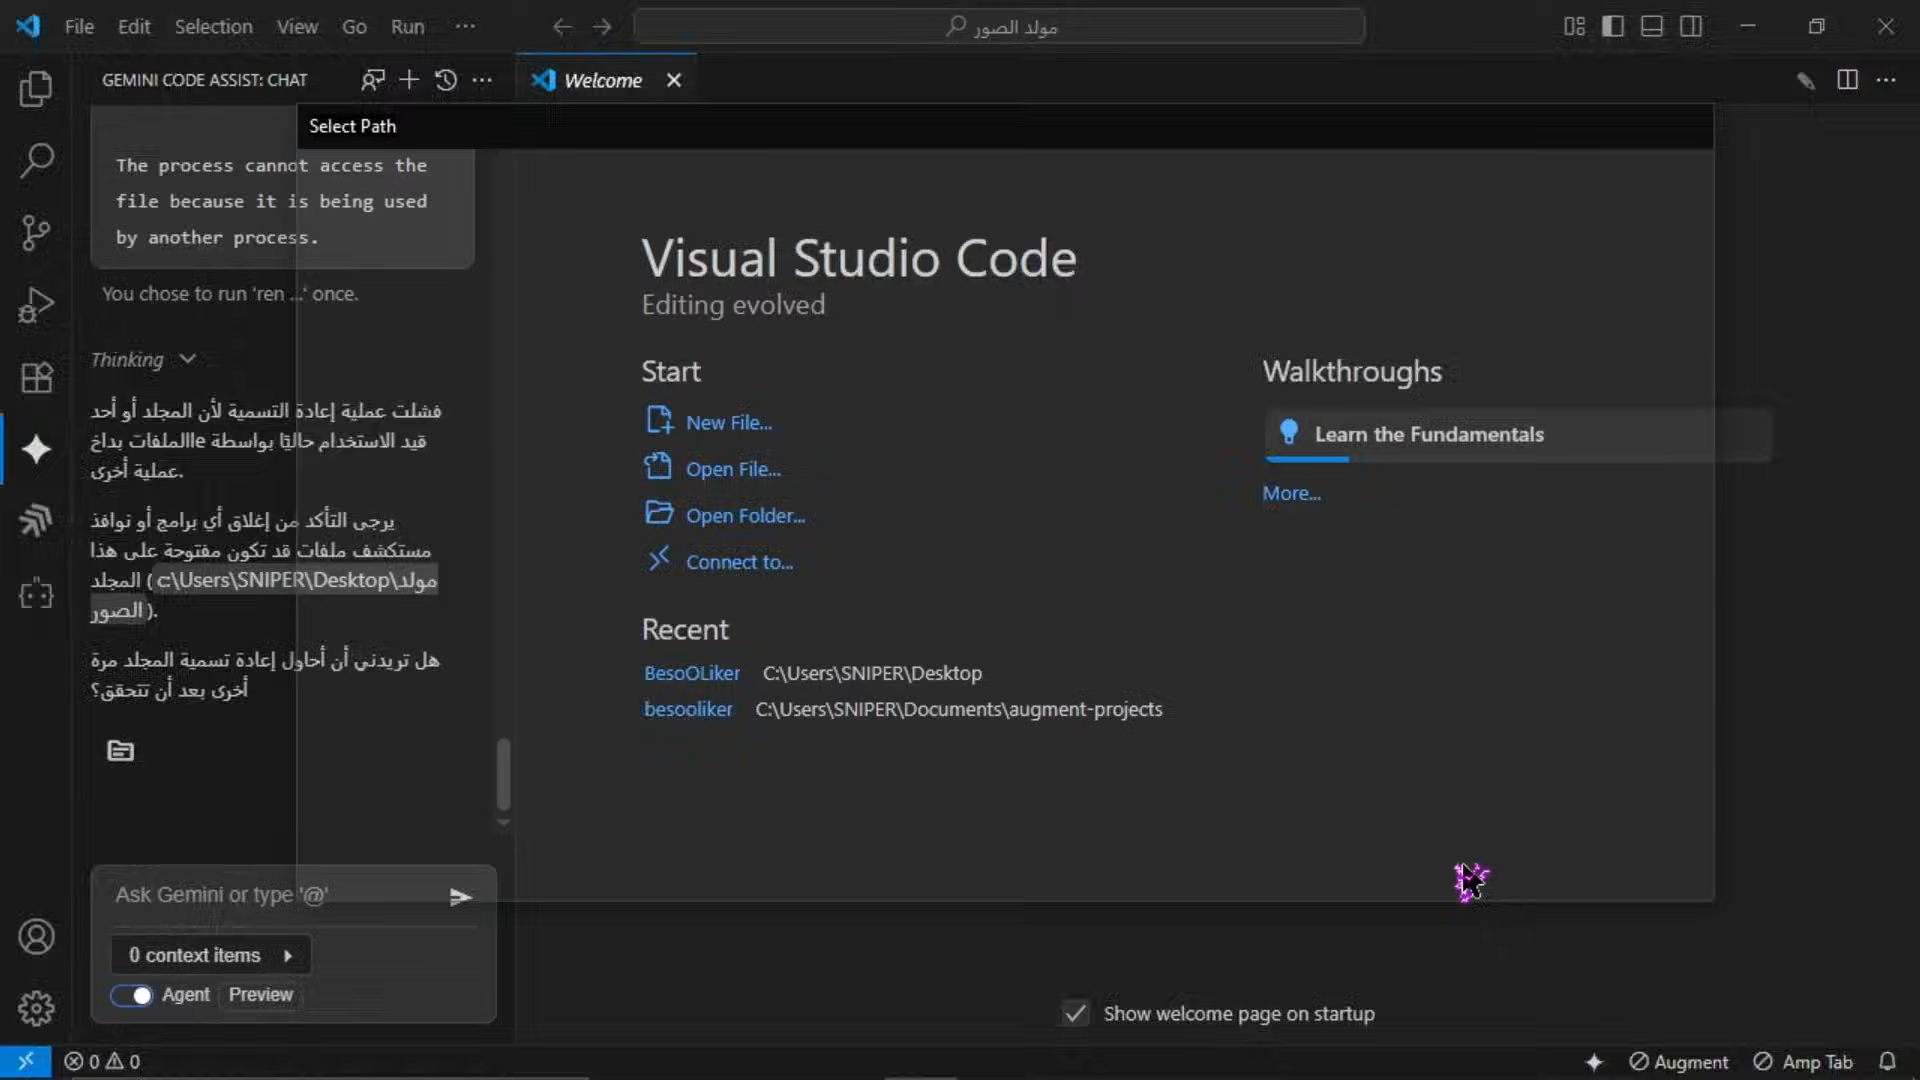 File Edit Selection View Go Run ···
مولد الصور
GEMINI CODE ASSIST: CHAT
Welcome
Select Path
The process cannot access the
file because it is being used
by another process.
You chose to run 'ren ...' once.
Thinking
فشلت عملية إعادة التسمية لأن المجلد أو أحد
الملفات بداخle قيد الاستخدام حاليًا بواسطة
عملية أخرى.
يرجى التأكد من إغلاق أي برامج أو نوافذ
مستكشف ملفات قد تكون مفتوحة على هذا
المجلد (c:\Users\SNIPER\Desktop\مولد
الصور).
هل تريدني أن أحاول إعادة تسمية المجلد مرة
أخرى بعد أن تتحقق؟
Ask Gemini or type '@'
0 context items
Agent Preview
Visual Studio Code
Editing evolved
Start
New File...
Open File...
Open Folder...
Connect to...
Recent
BesoOLiker C:\Users\SNIPER\Desktop
besooliker C:\Users\SNIPER\Documents\augment-projects
Walkthroughs
Learn the Fundamentals
More...
Show welcome page on startup
0 0
Augment
Amp Tab